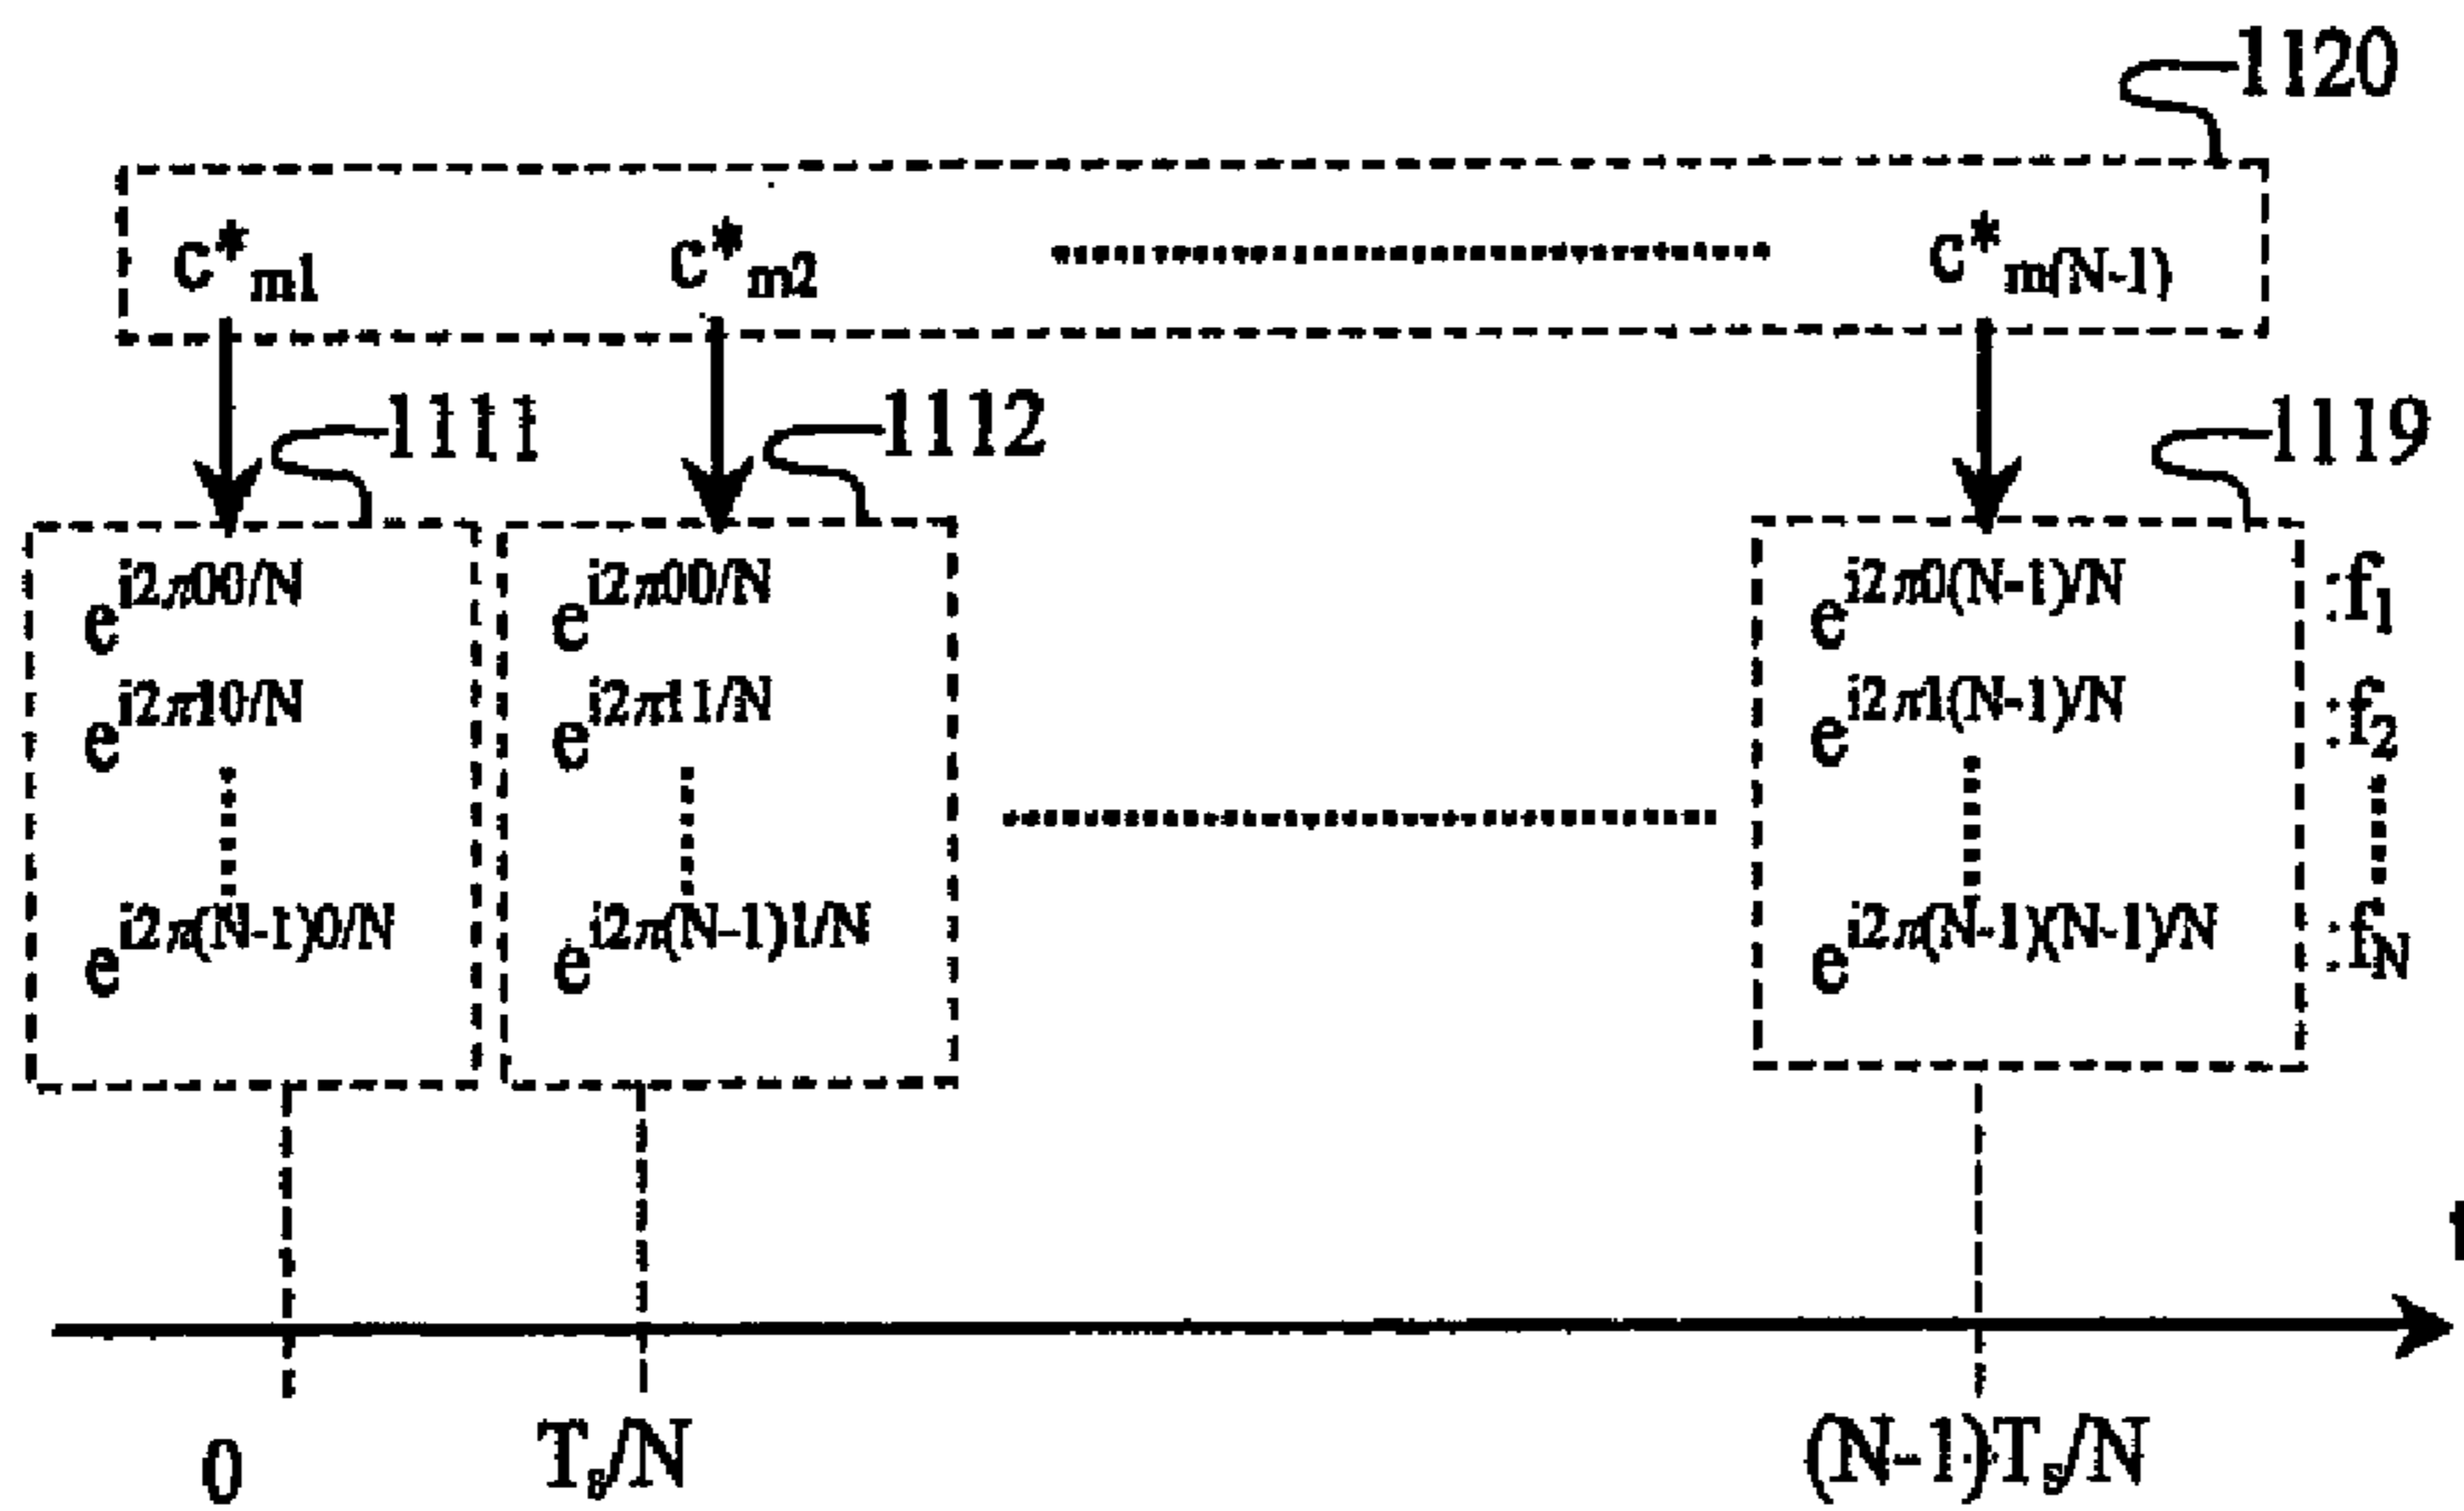 1120
c*m1 c*m2 c*m(N-1)
1111 1112 1119
e^i2π00/N e^i2π00/N e^i2π0(N-1)/N :f1
e^i2π10/N e^i2π11/N e^i2π1(N-1)/N :f2
e^i2π(N-1)0/N e^i2π(N-1)1/N e^i2π(N-1)(N-1)/N :fN
0 Ts/N (N-1)Ts/N